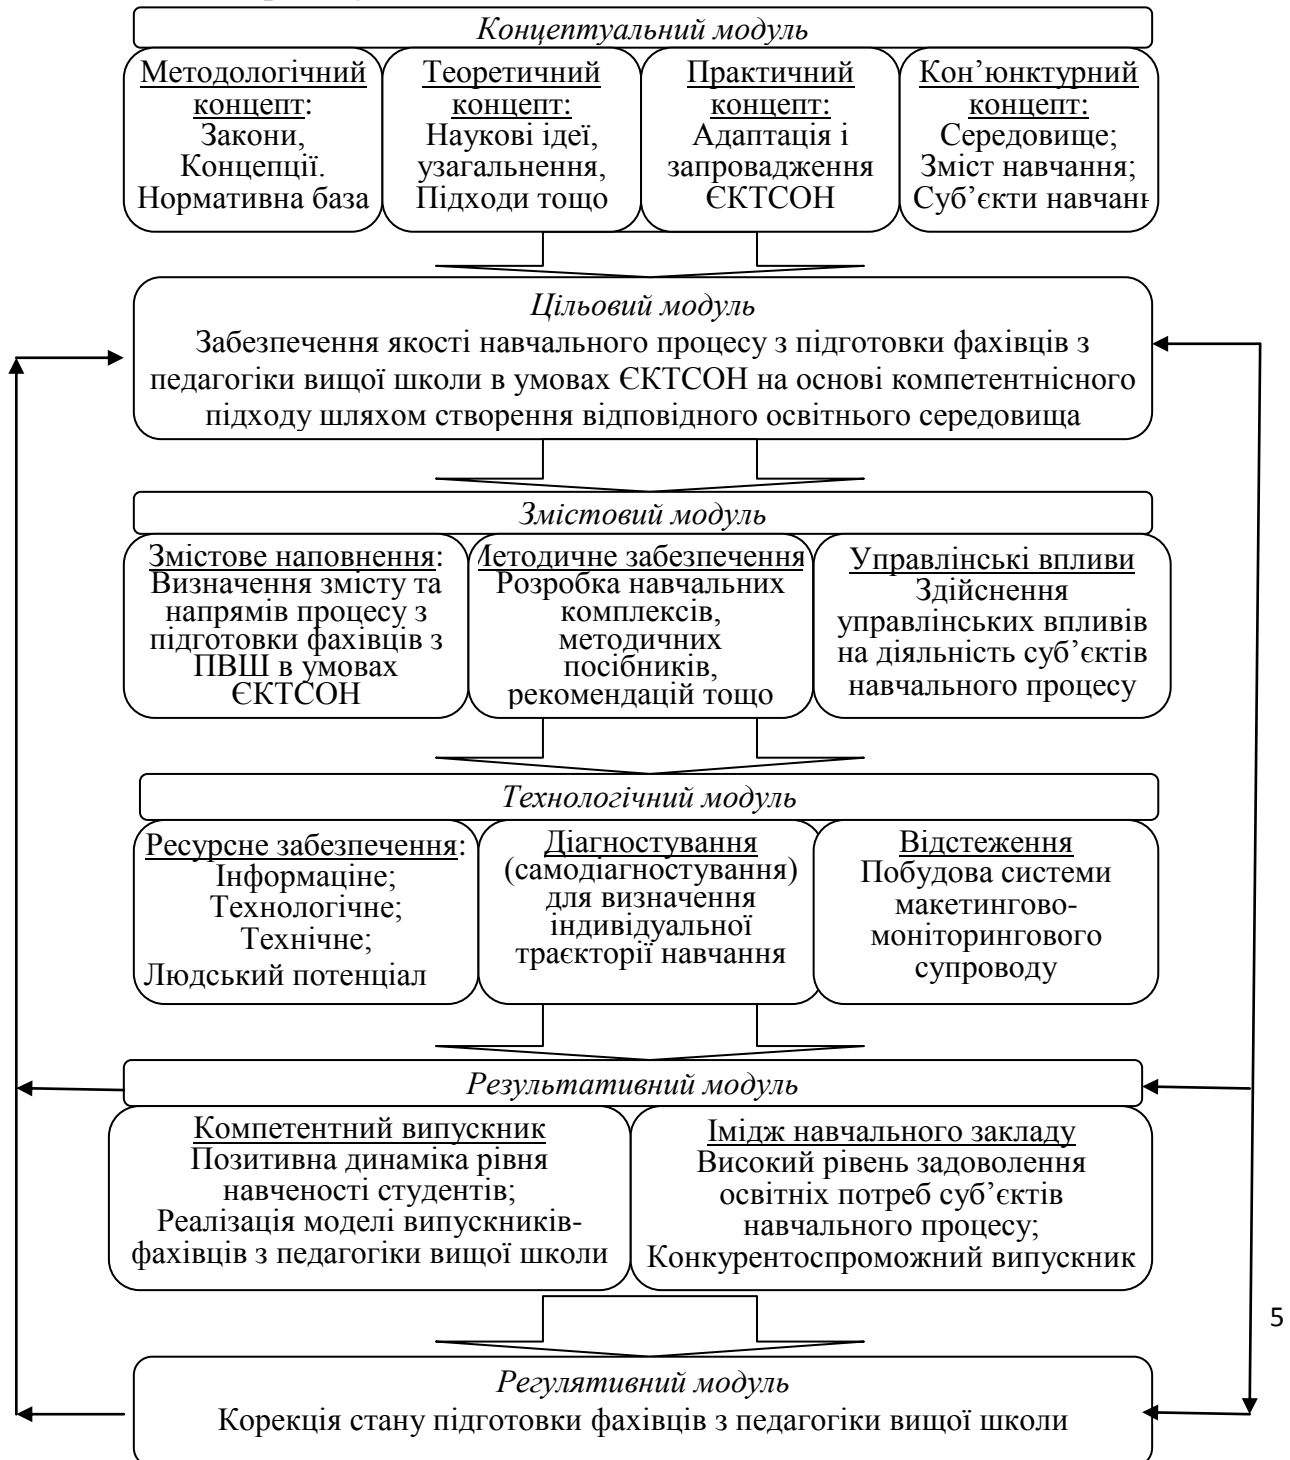 Концептуальний модуль
Методологічний
концепт:
Закони,
Концепції.
Нормативна база
Теоретичний
концепт:
Наукові ідеї,
узагальнення,
Підходи тощо
Практичний
концепт:
Адаптація і
запровадження
ЄКТСОН
Кон’юнктурний
концепт:
Середовище;
Зміст навчання;
Суб’єкти навчан
Цільовий модуль
Забезпечення якості навчального процесу з підготовки фахівців з
педагогіки вищої школи в умовах ЄКТСОН на основі компетентнісного
підходу шляхом створення відповідного освітнього середовища
Змістовий модуль
Змістове наповнення:
Визначення змісту та
напрямів процесу з
підготовки фахівців з
ПВШ в умовах
ЄКТСОН
Методичне забезпечення
Розробка навчальних
комплексів,
методичних
посібників,
рекомендацій тощо
Управлінські впливи
Здійснення
управлінських впливів
на діяльність суб’єктів
навчального процесу
Технологічний модуль
Ресурсне забезпечення:
Інформаціне;
Технологічне;
Технічне;
Людський потенціал
Діагностування
(самодіагностування)
для визначення
індивідуальної
траєкторії навчання
Відстеження
Побудова системи
макетингово-
моніторингового
супроводу
Результативний модуль
Компетентний випускник
Позитивна динаміка рівня
навченості студентів;
Реалізація моделі випускників-
фахівців з педагогіки вищої школи
Імідж навчального закладу
Високий рівень задоволення
освітніх потреб суб’єктів
навчального процесу;
Конкурентоспроможний випускник
5
Регулятивний модуль
Корекція стану підготовки фахівців з педагогіки вищої школи